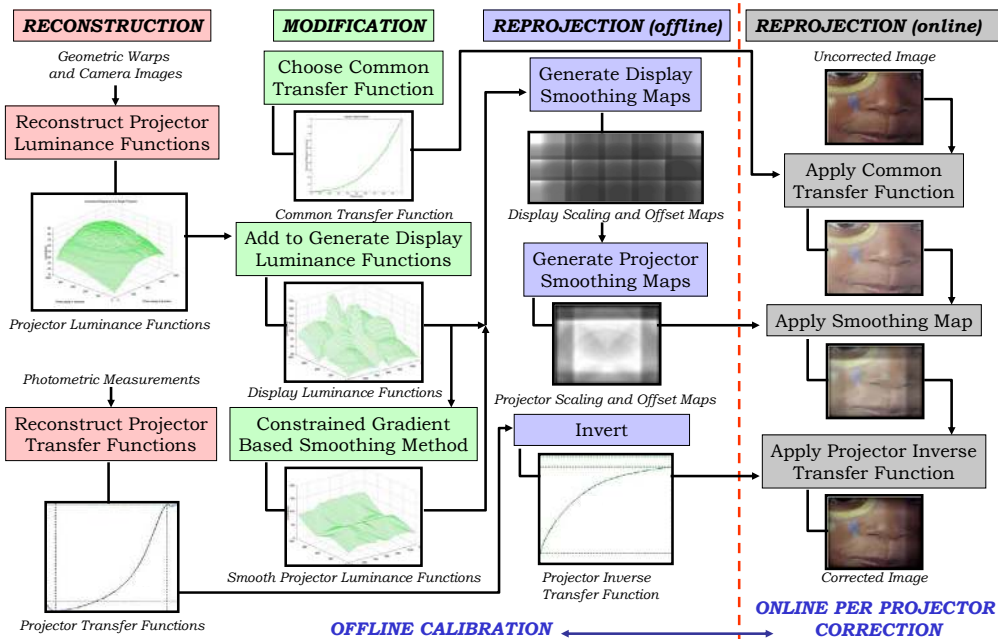 RECONSTRUCTION
Geometric Warps
and Camera Images
Reconstruct Projector
Luminance Functions
Projector Luminance Functions
Photometric Measurements
Reconstruct Projector
Transfer Functions
Projector Transfer Functions
MODIFICATION
Choose Common
Transfer Function
Common Transfer Function
Add to Generate Display
Luminance Functions
Display Luminance Functions
Constrained Gradient
Based Smoothing Method
Smooth Projector Luminance Functions
REPROJECTION (offline)
Generate Display
Smoothing Maps
Display Scaling and Offset Maps
Generate Projector
Smoothing Maps
Projector Scaling and Offset Maps
Invert
Projector Inverse
Transfer Function
REPROJECTION (online)
Uncorrected Image
Apply Common
Transfer Function
Apply Smoothing Map
Apply Projector Inverse
Transfer Function
Corrected Image
OFFLINE CALIBRATION
ONLINE PER PROJECTOR
CORRECTION